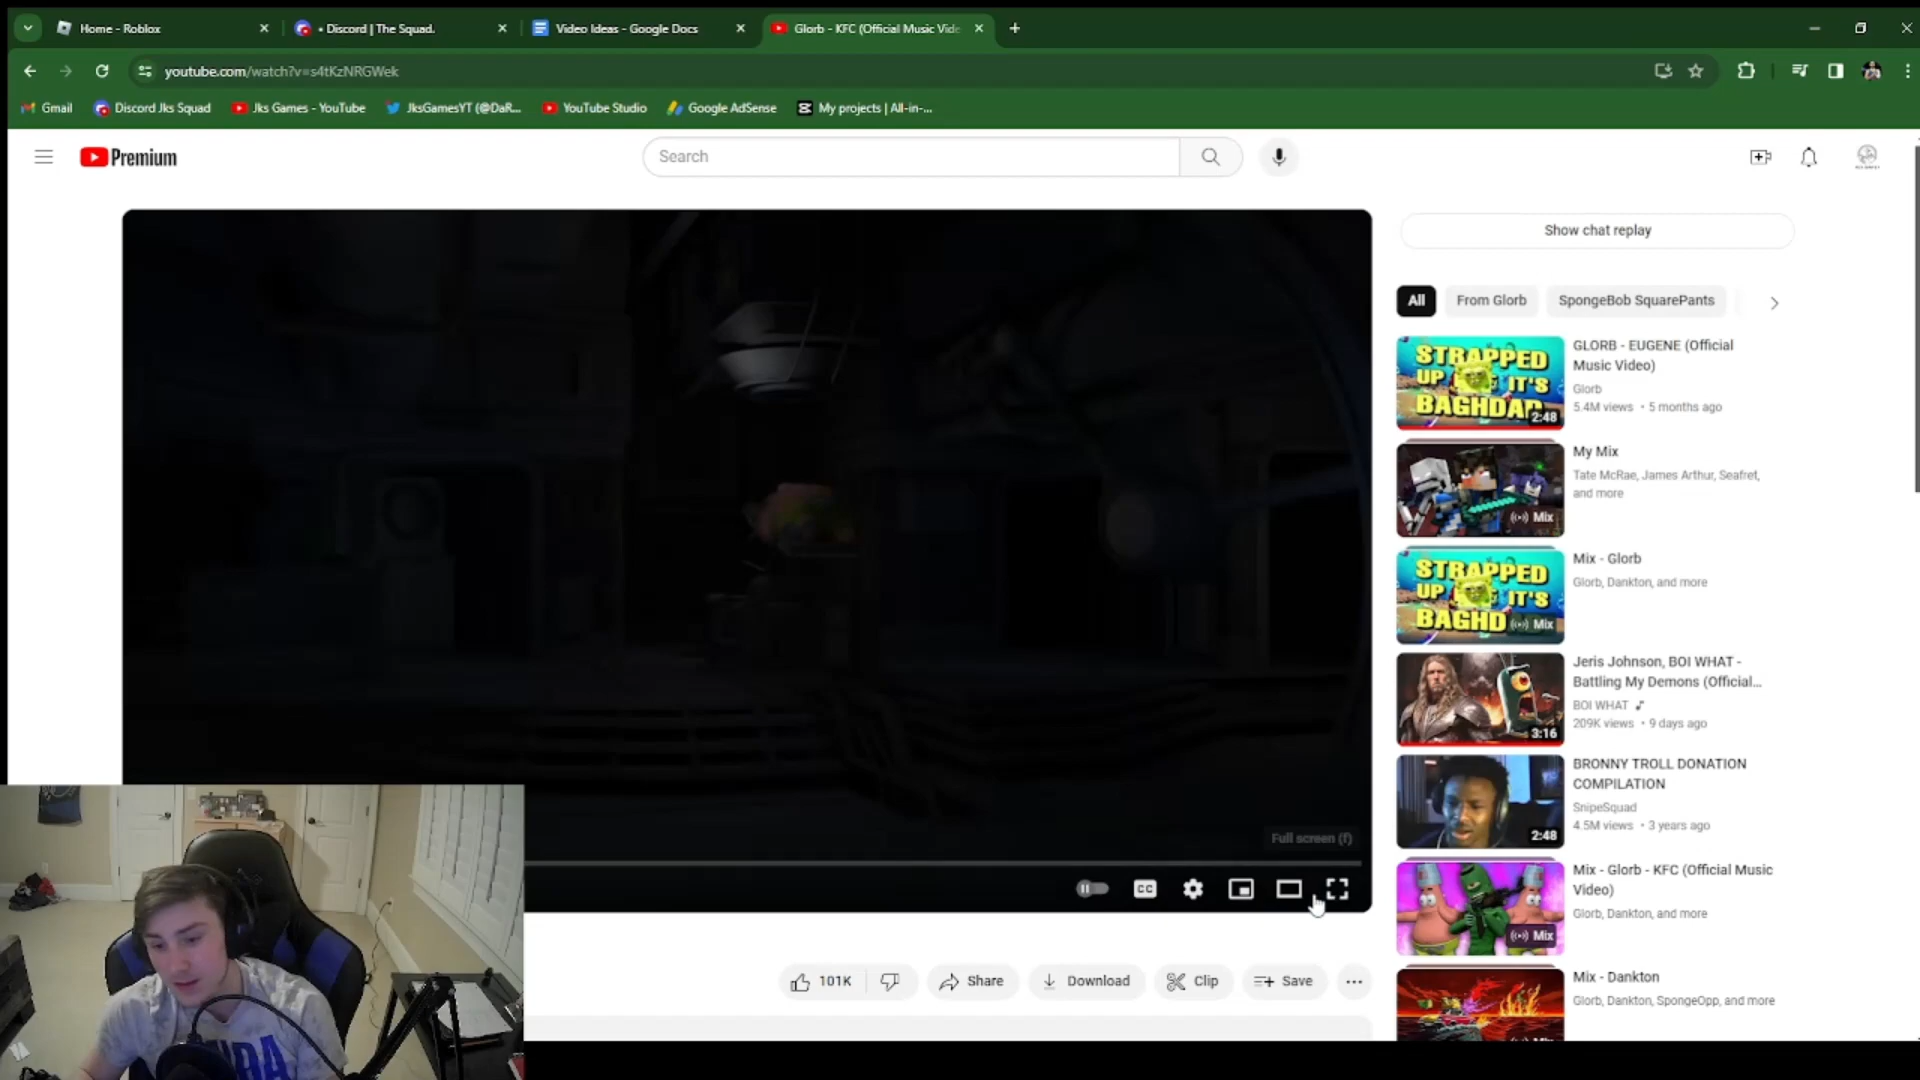 Home - Roblox
• Discord | The Squad.
Video Ideas - Google Docs
Glorb - KFC (Official Music Vide
youtube.com/watch?v=s4tKzNRGWek
Gmail
Discord Jks Squad
Jks Games - YouTube
JksGamesYT (@DaR...
YouTube Studio
Google AdSense
My projects | All-in-...
Premium
Search
Show chat replay
All
From Glorb
SpongeBob SquarePants
STRAPPED
UP IT'S
BAGHDAD
2:48
GLORB - EUGENE (Official
Music Video)
Glorb
5.4M views • 5 months ago
My Mix
Tate McRae, James Arthur, Seafret,
and more
Mix
STRAPPED
UP IT'S
BAGHD
Mix
Mix - Glorb
Glorb, Dankton, and more
3:16
Jeris Johnson, BOI WHAT -
Battling My Demons (Official...
BOI WHAT
209K views • 9 days ago
2:48
BRONNY TROLL DONATION
COMPILATION
SnipeSquad
4.5M views • 3 years ago
Mix
Mix - Glorb - KFC (Official Music
Video)
Glorb, Dankton, and more
Mix - Dankton
Glorb, Dankton, SpongeOpp, and more
Full screen (f)
CC
101K
Share
Download
Clip
Save